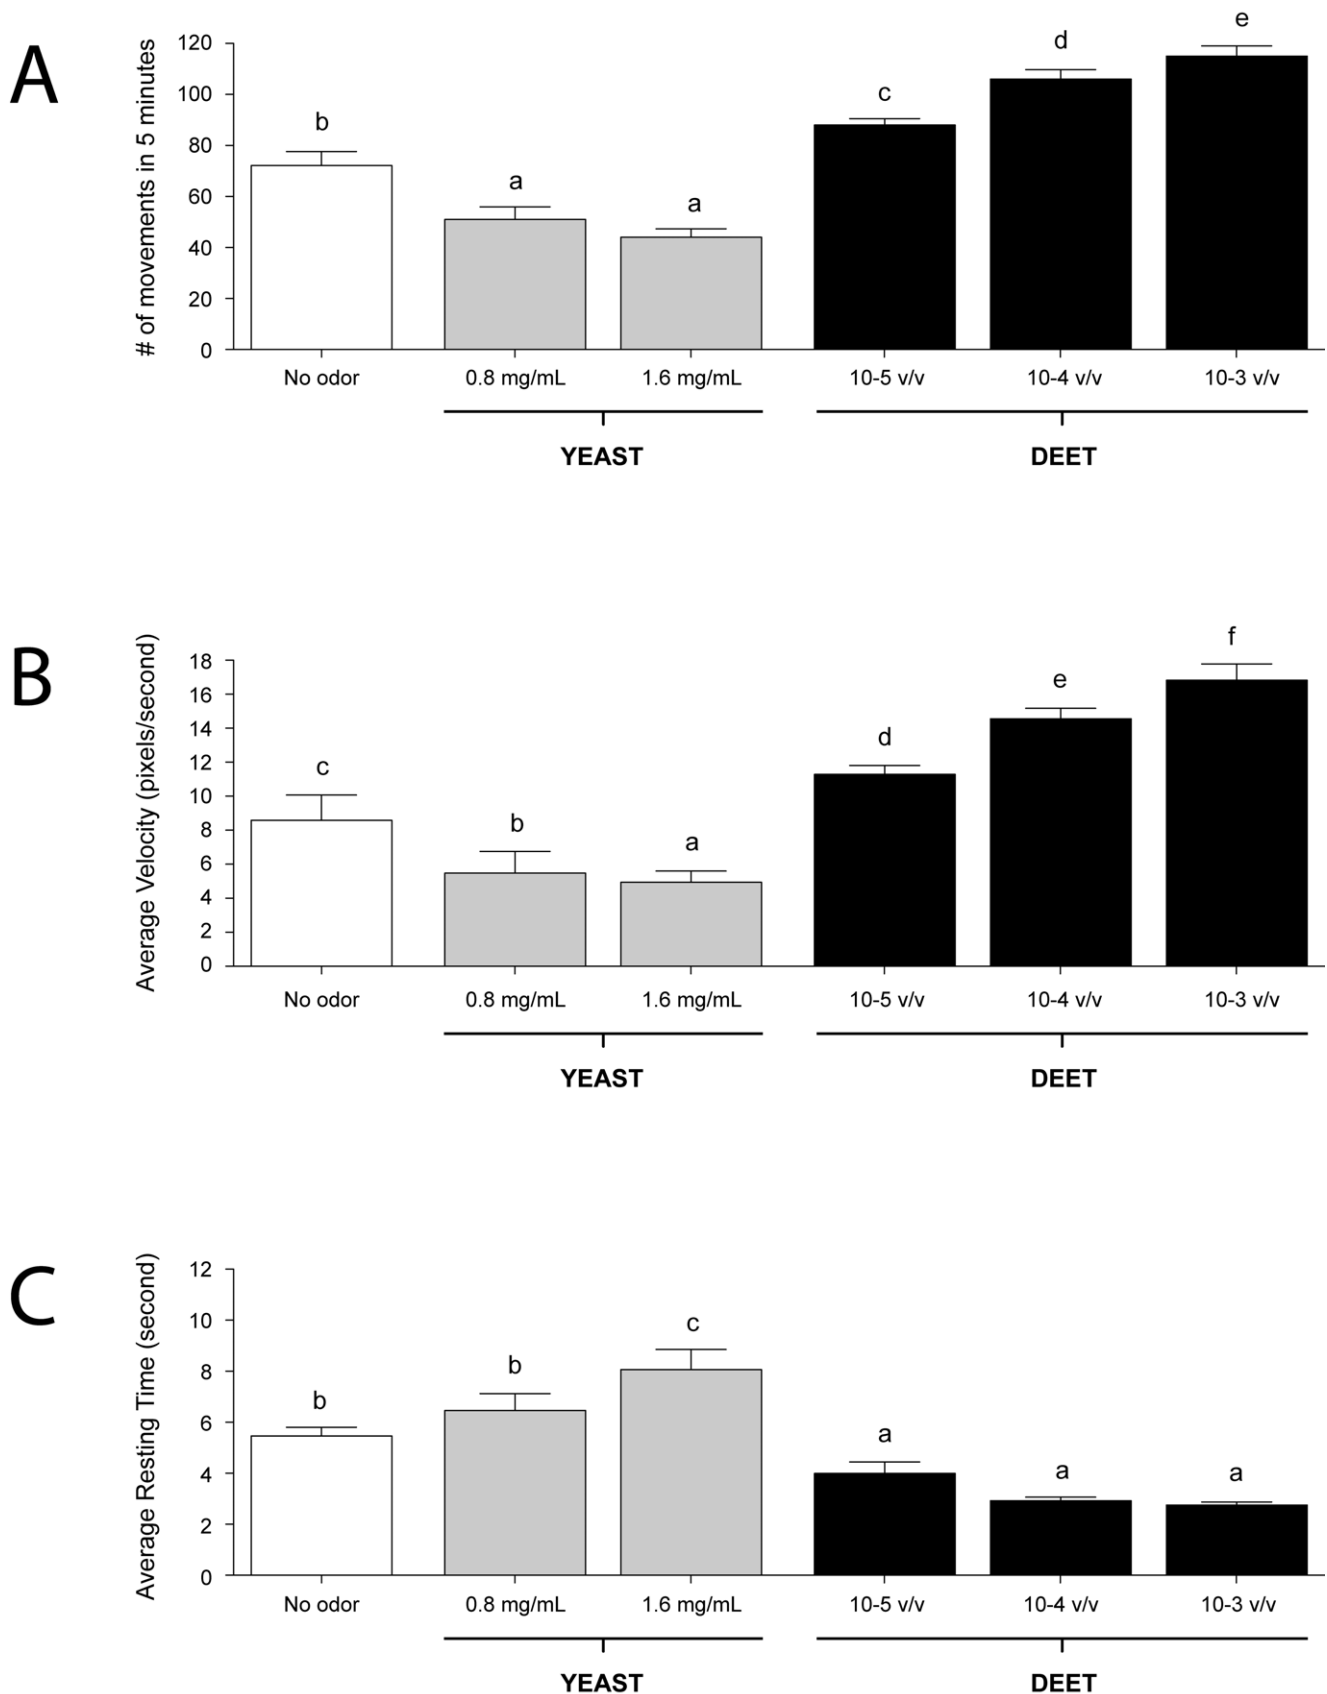 A
# of movements in 5 minutes
120
100
80
60
40
20
0
b
a
a
c
d
e
No odor
0.8 mg/mL
1.6 mg/mL
10-5 v/v
10-4 v/v
10-3 v/v
YEAST
DEET
B
Average Velocity (pixels/second)
18
16
14
12
10
8
6
4
2
0
c
b
a
d
e
f
No odor
0.8 mg/mL
1.6 mg/mL
10-5 v/v
10-4 v/v
10-3 v/v
YEAST
DEET
C
Average Resting Time (second)
12
10
8
6
4
2
0
b
b
c
a
a
a
No odor
0.8 mg/mL
1.6 mg/mL
10-5 v/v
10-4 v/v
10-3 v/v
YEAST
DEET